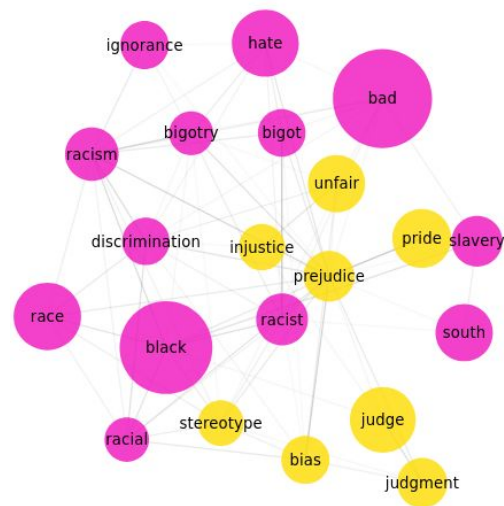 ignorance
hate
bad
bigotry
bigot
racism
unfair
discrimination
injustice
pride
slavery
prejudice
race
racist
black
south
stereotype
judge
racial
bias
judgment